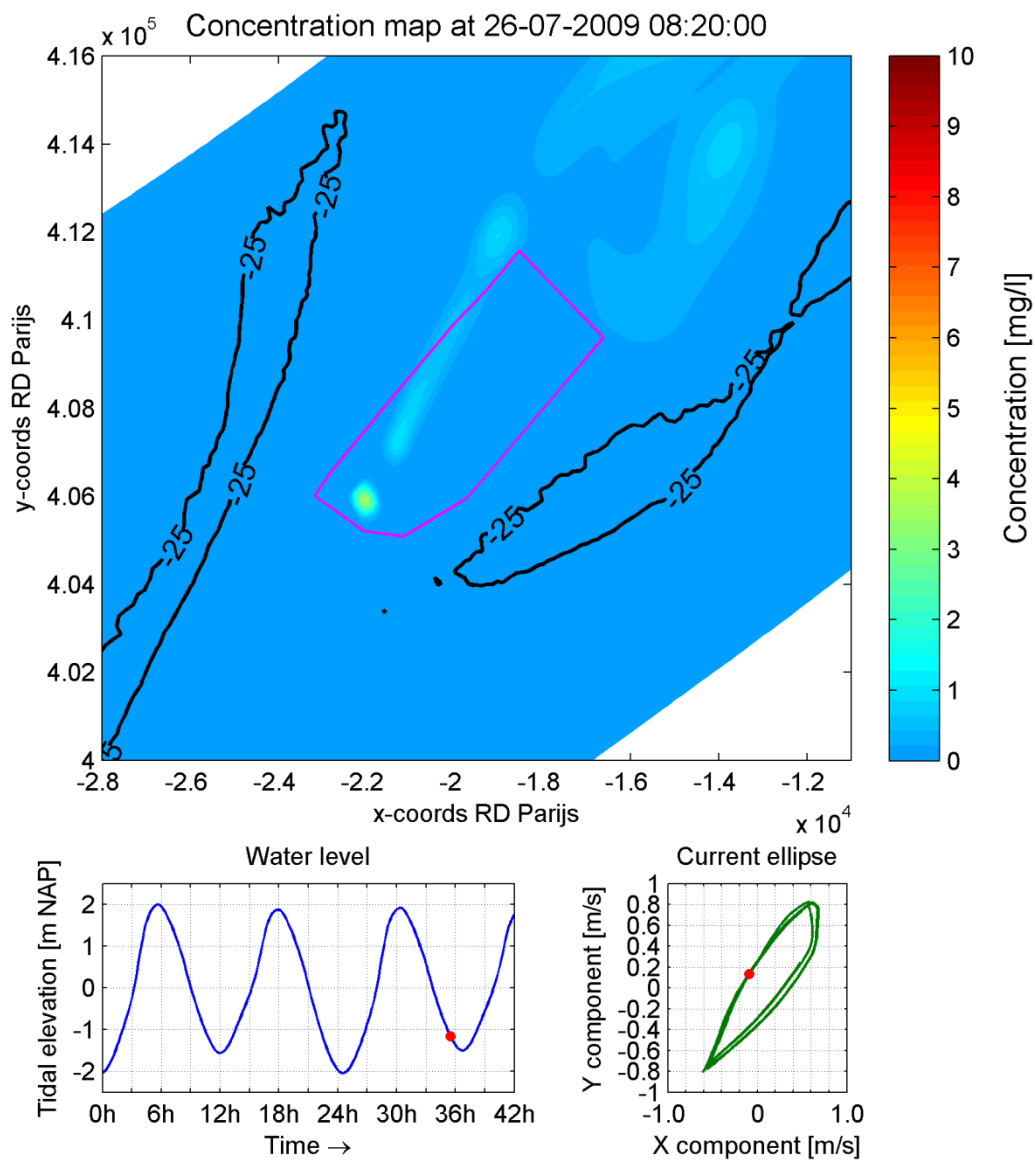 Concentration map at 26-07-2009 08:20:00
x 10⁵
4.16
4.14
4.12
4.1
4.08
4.06
4.04
4.02
4
y-coords RD Parijs
-2.8
-2.6
-2.4
-2.2
-2
-1.8
-1.6
-1.4
-1.2
x-coords RD Parijs
x 10⁴
-25
-25
-25
-25
-25
-25
-25
-25
5
10
9
8
7
6
5
4
3
2
1
0
Concentration [mg/l]
Water level
Tidal elevation [m NAP]
2
1
0
-1
-2
0h
6h
12h
18h
24h
30h
36h
42h
Time →
Current ellipse
Y component [m/s]
1
0.8
0.6
0.4
0.2
0
-0.2
-0.4
-0.6
-0.8
-1
-1.0
0
1.0
X component [m/s]